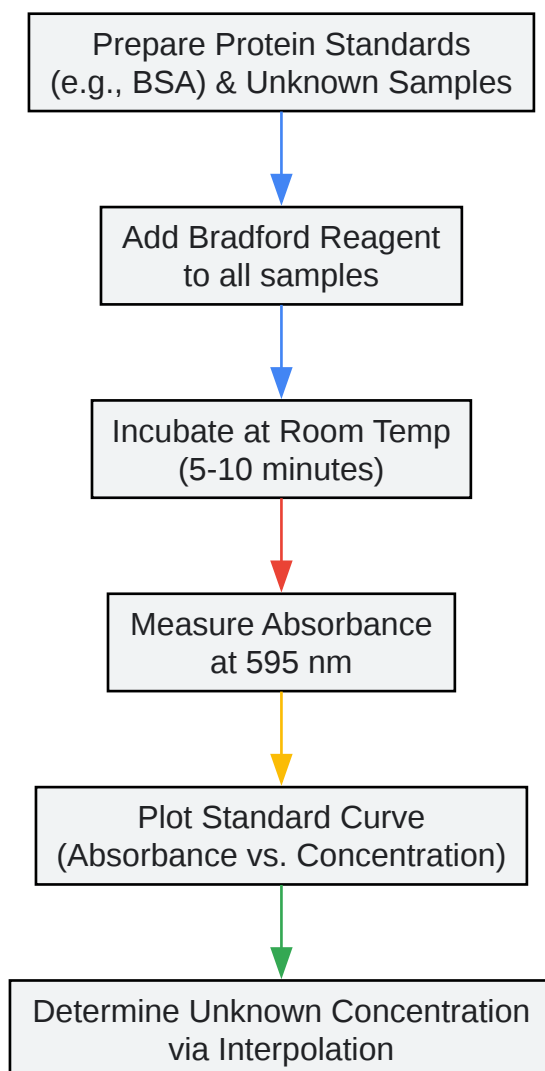 Prepare Protein Standards
(e.g., BSA) & Unknown Samples
Add Bradford Reagent
to all samples
Incubate at Room Temp
(5-10 minutes)
Measure Absorbance
at 595 nm
Plot Standard Curve
(Absorbance vs. Concentration)
Determine Unknown Concentration
via Interpolation